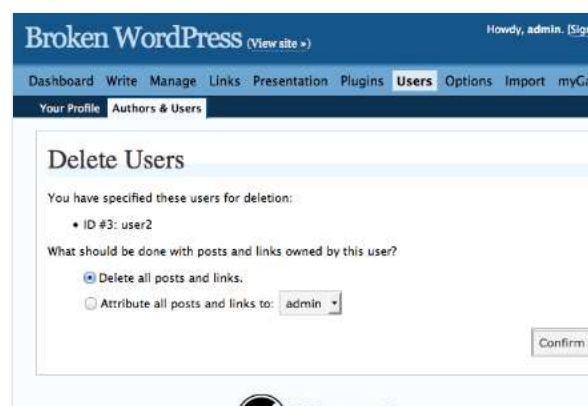 Broken WordPress (View site »)
Howdy, admin. [Sig
Dashboard Write Manage Links Presentation Plugins Users Options Import myGa
Your Profile Authors & Users
Delete Users
You have specified these users for deletion:
• ID #3: user2
What should be done with posts and links owned by this user?
Delete all posts and links.
Attribute all posts and links to: admin
Confirm